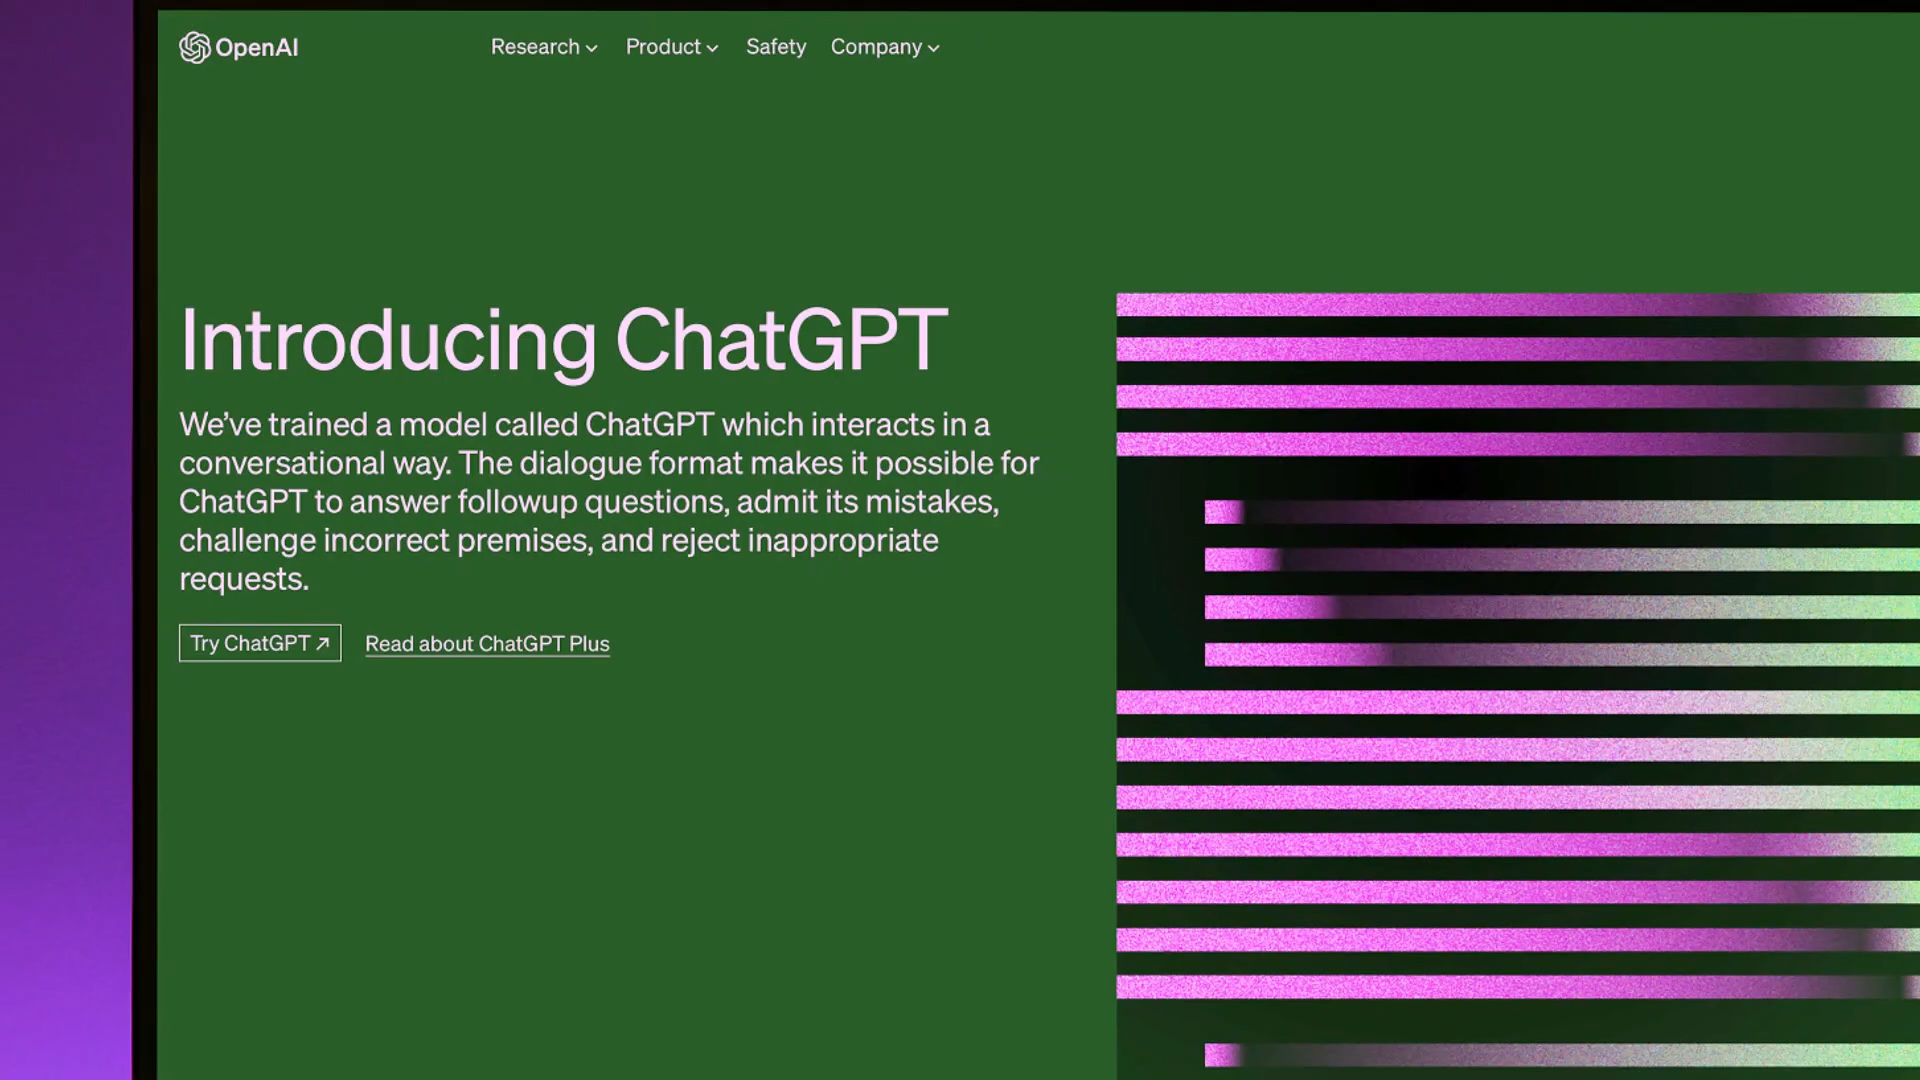 OpenAI
Research
Product
Safety
Company
Introducing ChatGPT
We’ve trained a model called ChatGPT which interacts in a
conversational way. The dialogue format makes it possible for
ChatGPT to answer followup questions, admit its mistakes,
challenge incorrect premises, and reject inappropriate
requests.
Try ChatGPT ↗
Read about ChatGPT Plus